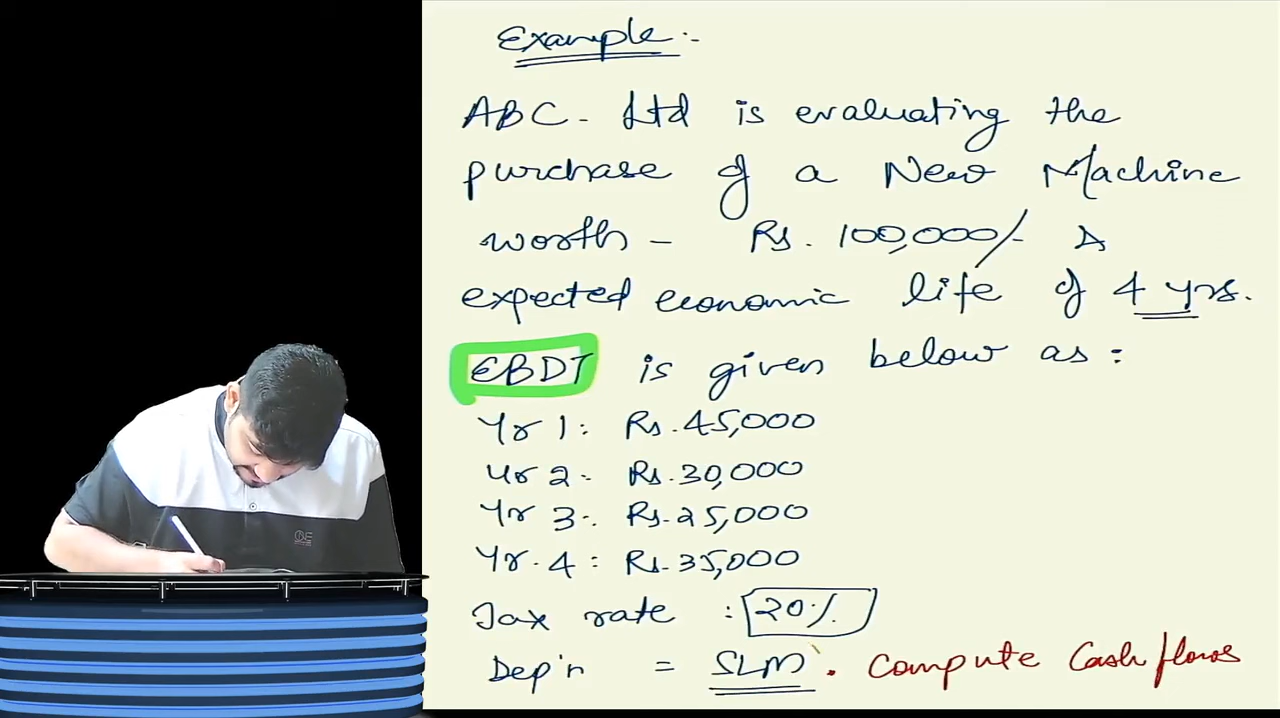 Example:-
ABC. Ltd is evaluating the
purchase of a New Machine
worth - Rs. 100,000/- &
expected economic life of 4 yrs.
EBDT is given below as:
Yr 1: Rs. 45,000
Yr 2: Rs. 30,000
Yr 3: Rs. 25,000
Yr. 4: Rs. 35,000
Tax rate : 20%.
Dep'n = SLM. Compute Cash flows